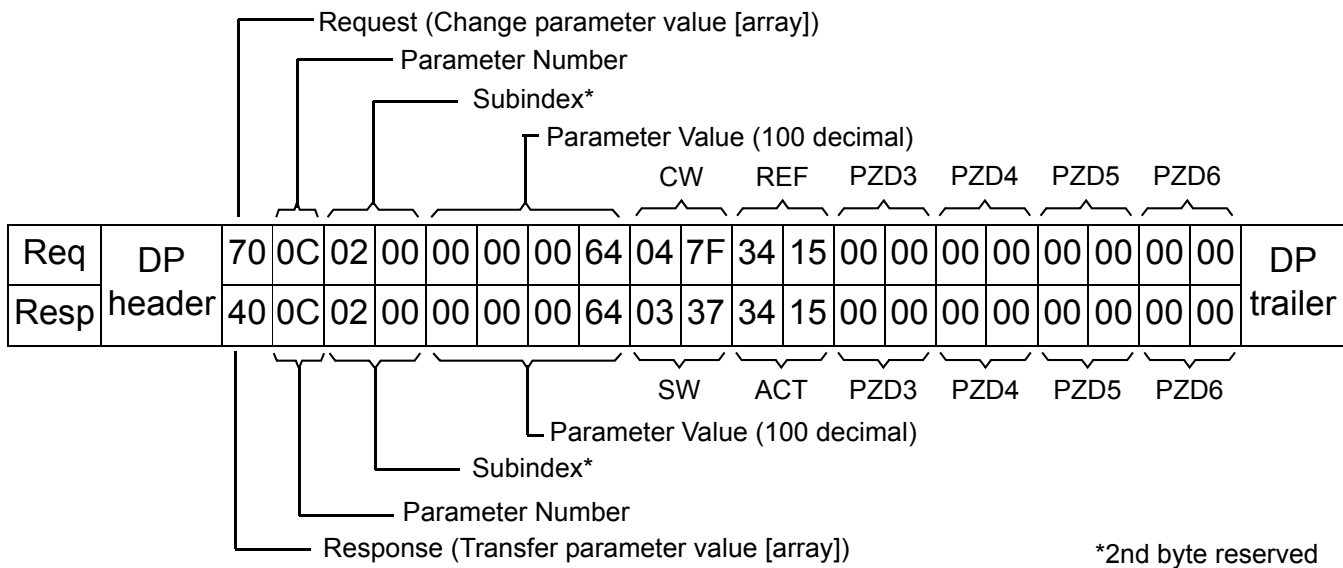 Request (Change parameter value [array])
Parameter Number
Subindex*
Parameter Value (100 decimal)
CW REF PZD3 PZD4 PZD5 PZD6
Req DP header 70 0C 02 00 00 00 00 64 04 7F 34 15 00 00 00 00 00 00 00 00 DP trailer
Resp 40 0C 02 00 00 00 00 64 03 37 34 15 00 00 00 00 00 00 00 00
SW ACT PZD3 PZD4 PZD5 PZD6
Parameter Value (100 decimal)
Subindex*
Parameter Number
Response (Transfer parameter value [array])
*2nd byte reserved